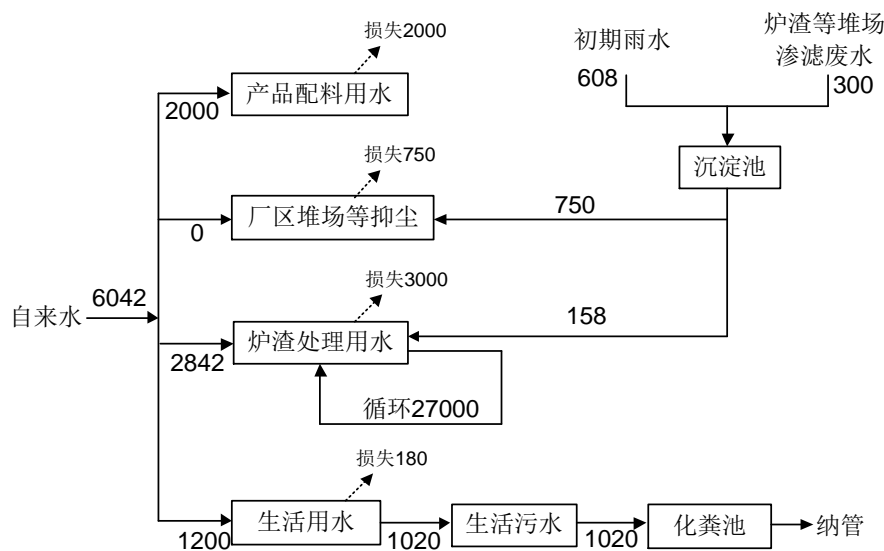 损失2000
产品配料用水
2000
初期雨水
608
炉渣等堆场
渗滤废水
300
沉淀池
损失750
厂区堆场等抑尘
0
750
自来水
6042
损失3000
炉渣处理用水
2842
158
循环27000
损失180
生活用水
1200
1020
生活污水
1020
化粪池
纳管